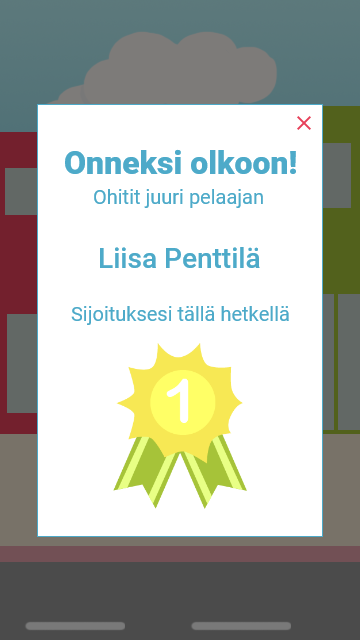 Onneksi olkoon!
Ohitit juuri pelaajan
Liisa Penttilä
Sijoituksesi tällä hetkellä
1